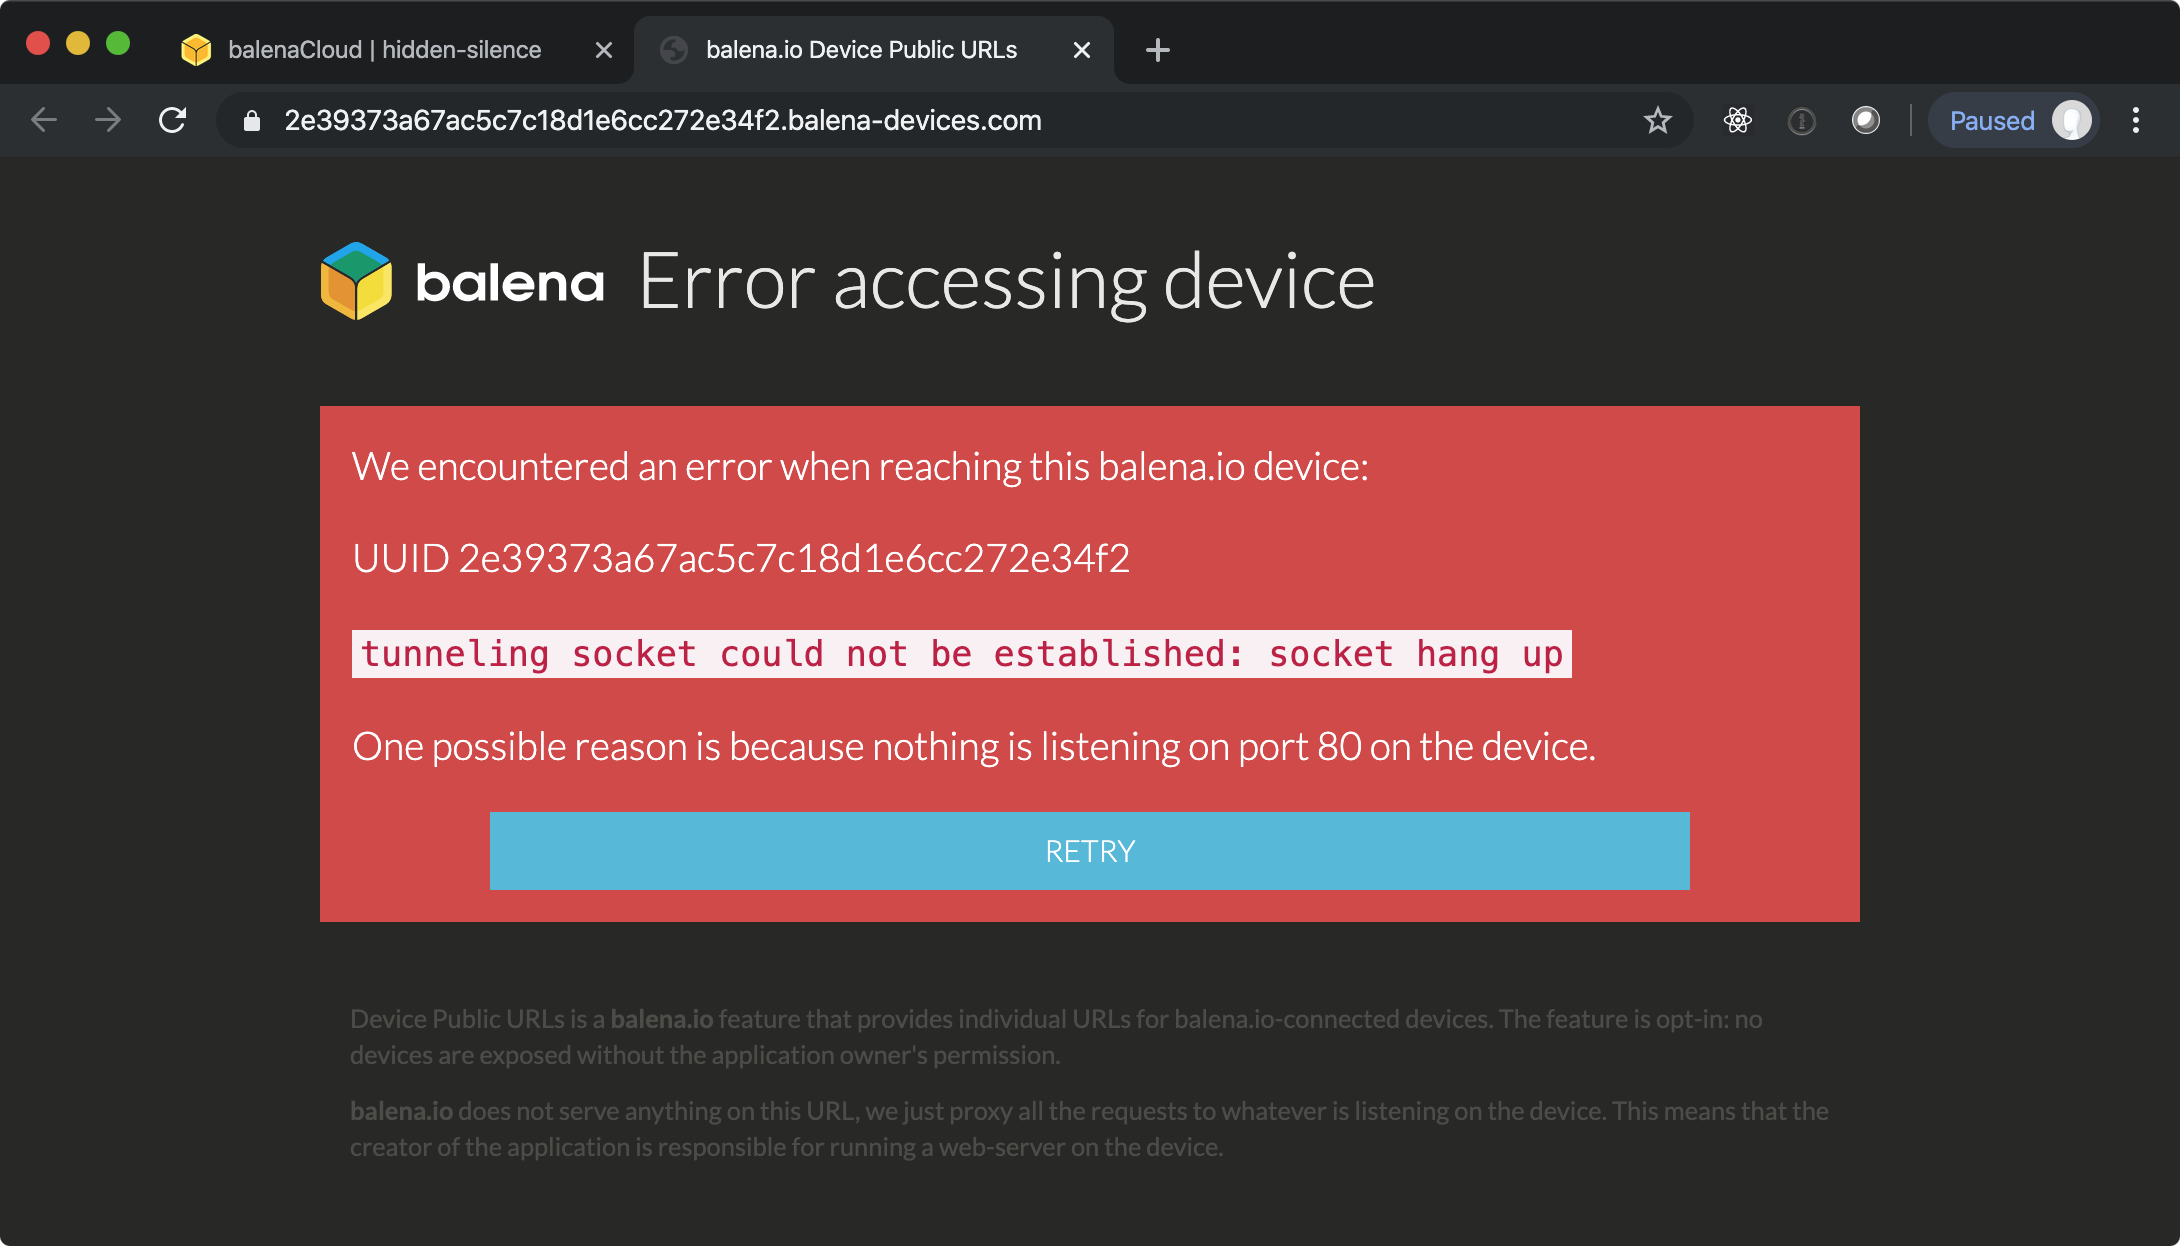 balenaCloud | hidden-silence
balena.io Device Public URLs
2e39373a67ac5c7c18d1e6cc272e34f2.balena-devices.com
Paused
balena Error accessing device
We encountered an error when reaching this balena.io device:
UUID 2e39373a67ac5c7c18d1e6cc272e34f2
tunneling socket could not be established: socket hang up
One possible reason is because nothing is listening on port 80 on the device.
RETRY
Device Public URLs is a balena.io feature that provides individual URLs for balena.io-connected devices. The feature is opt-in: no
devices are exposed without the application owner's permission.
balena.io does not serve anything on this URL, we just proxy all the requests to whatever is listening on the device. This means that the
creator of the application is responsible for running a web-server on the device.